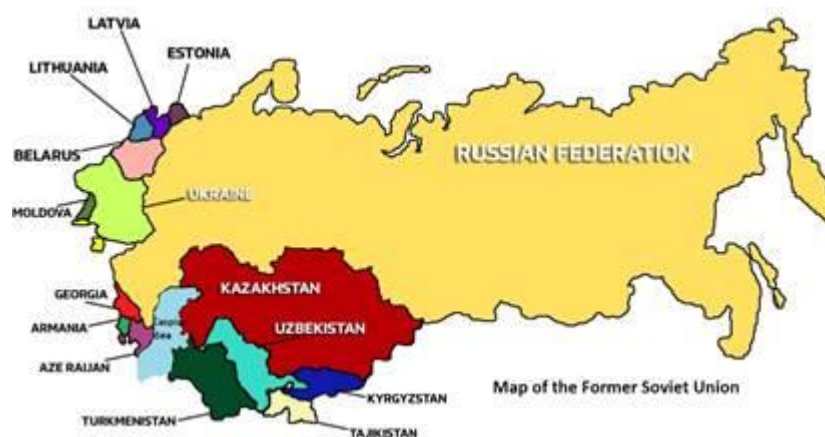 LATVIA
ESTONIA
LITHUANIA
BELARUS
RUSSIAN FEDERATION
UKRAINE
MOLDOVA
KAZAKHSTAN
GEORGIA
ARMANIA
UZBEKISTAN
Sea
AZE RAIJAN
KYRGYZSTAN
Map of the Former Soviet Union
TURKMENISTAN
TAJIKISTAN